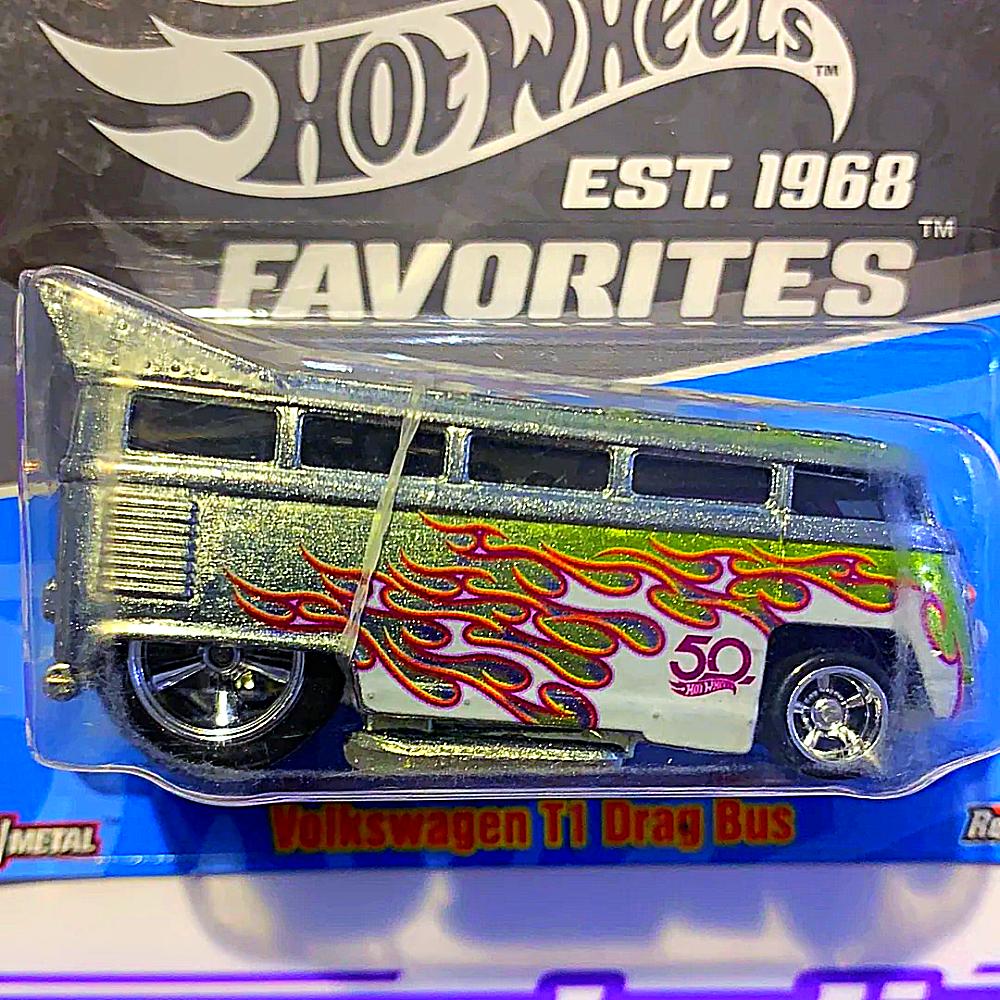 HOT WHEELS™
EST. 1968
FAVORITES™
50
HOT WHEELS
/METAL
Volkswagen T1 Drag Bus